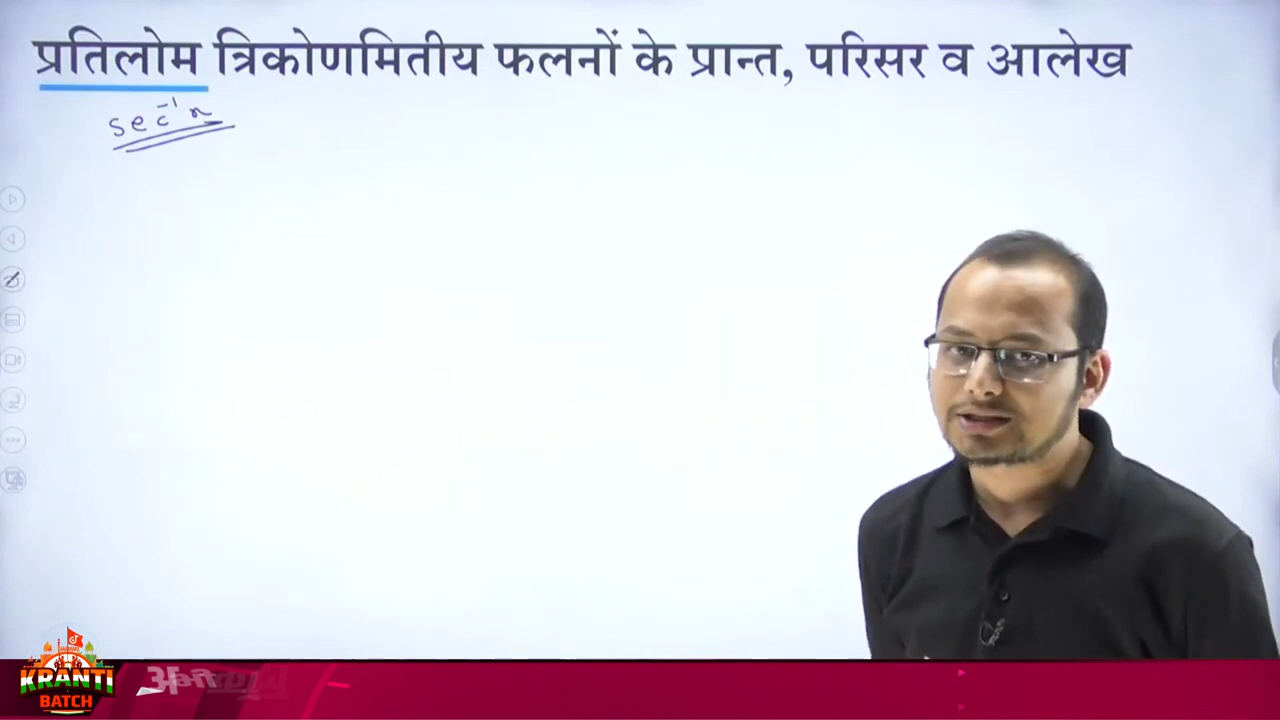 प्रतिलोम त्रिकोणमितीय फलनों के प्रान्त, परिसर व आलेख
sec⁻¹x
KRANTI
BATCH